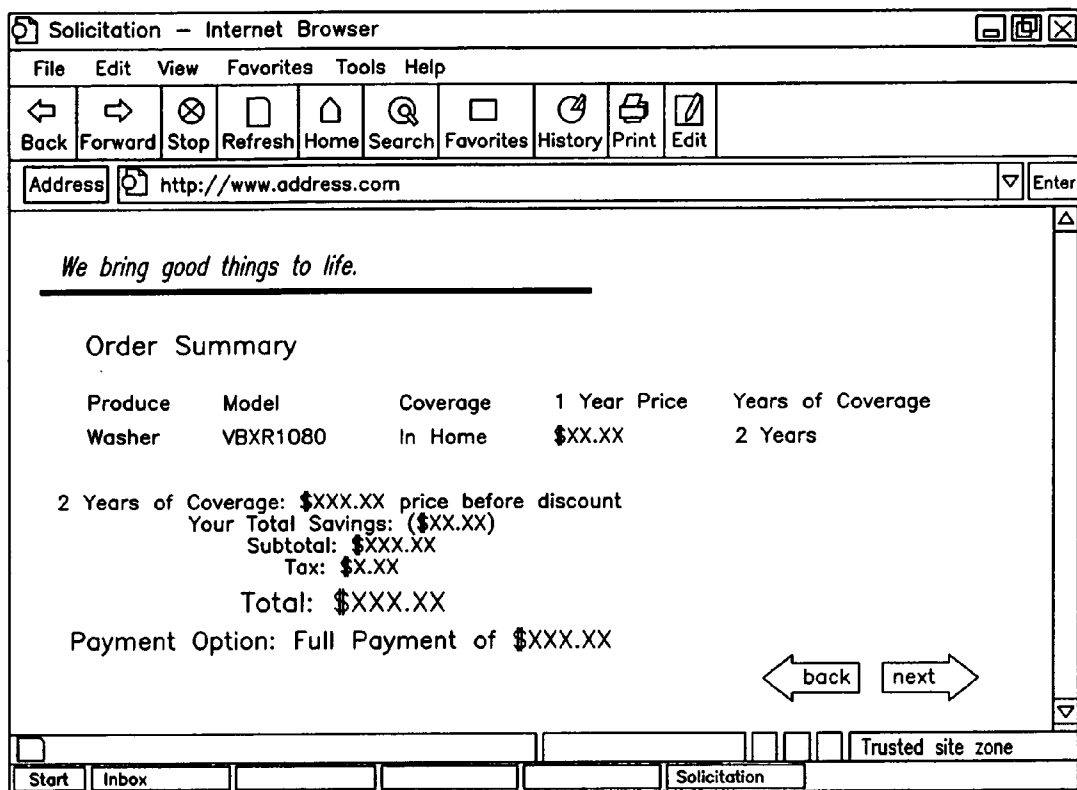 Solicitation – Internet Browser
File Edit View Favorites Tools Help
Back Forward Stop Refresh Home Search Favorites History Print Edit
Address http://www.address.com Enter
We bring good things to life.
Order Summary
Produce Model Coverage 1 Year Price Years of Coverage
Washer VBXR1080 In Home $XX.XX 2 Years
2 Years of Coverage: $XXX.XX price before discount
Your Total Savings: ($XX.XX)
Subtotal: $XXX.XX
Tax: $X.XX
Total: $XXX.XX
Payment Option: Full Payment of $XXX.XX
back next
Trusted site zone
Start Inbox Solicitation